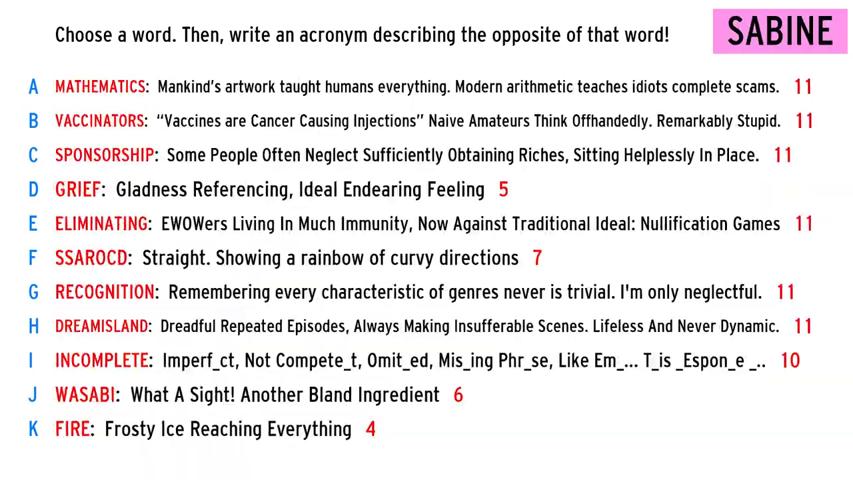 Choose a word. Then, write an acronym describing the opposite of that word!
SABINE
A MATHEMATICS: Mankind's artwork taught humans everything. Modern arithmetic teaches idiots complete scams. 11
B VACCINATORS: "Vaccines are Cancer Causing Injections" Naive Amateurs Think Offhandedly. Remarkably Stupid. 11
C SPONSORSHIP: Some People Often Neglect Sufficiently Obtaining Riches, Sitting Helplessly In Place. 11
D GRIEF: Gladness Referencing, Ideal Endearing Feeling 5
E ELIMINATING: EWOWers Living In Much Immunity, Now Against Traditional Ideal: Nullification Games 11
F SSAROCD: Straight. Showing a rainbow of curvy directions 7
G RECOGNITION: Remembering every characteristic of genres never is trivial. I'm only neglectful. 11
H DREAMISLAND: Dreadful Repeated Episodes, Always Making Insufferable Scenes. Lifeless And Never Dynamic. 11
I INCOMPLETE: Imperf_ct, Not Compete_t, Omit_ed, Mis_ing Phr_se, Like Em_... T_is _Espon_e _.. 10
J WASABI: What A Sight! Another Bland Ingredient 6
K FIRE: Frosty Ice Reaching Everything 4